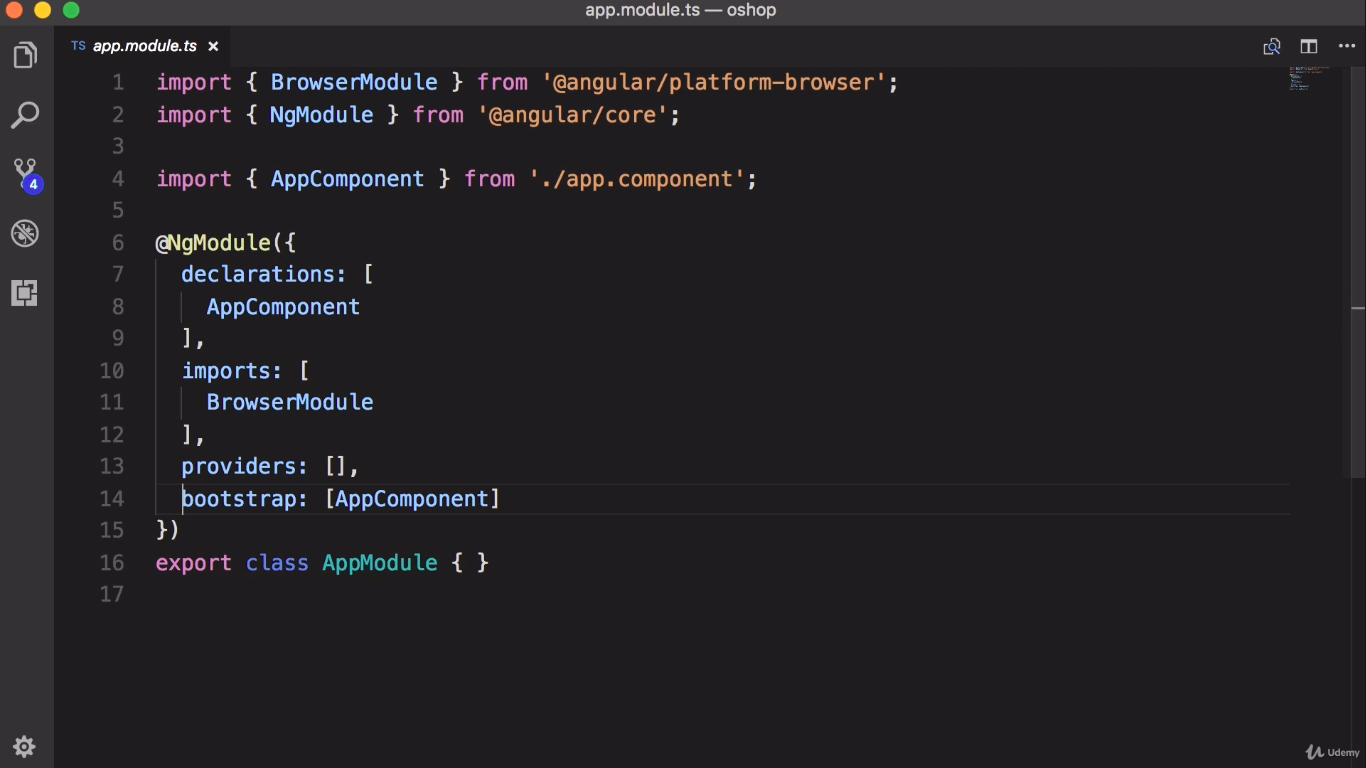 app.module.ts — oshop
TS app.module.ts ×
1 import { BrowserModule } from '@angular/platform-browser';
2 import { NgModule } from '@angular/core';
3
4 import { AppComponent } from './app.component';
5
6 @NgModule({
7   declarations: [
8     AppComponent
9   ],
10   imports: [
11     BrowserModule
12   ],
13   providers: [],
14   bootstrap: [AppComponent]
15 })
16 export class AppModule { }
17
4
Udemy